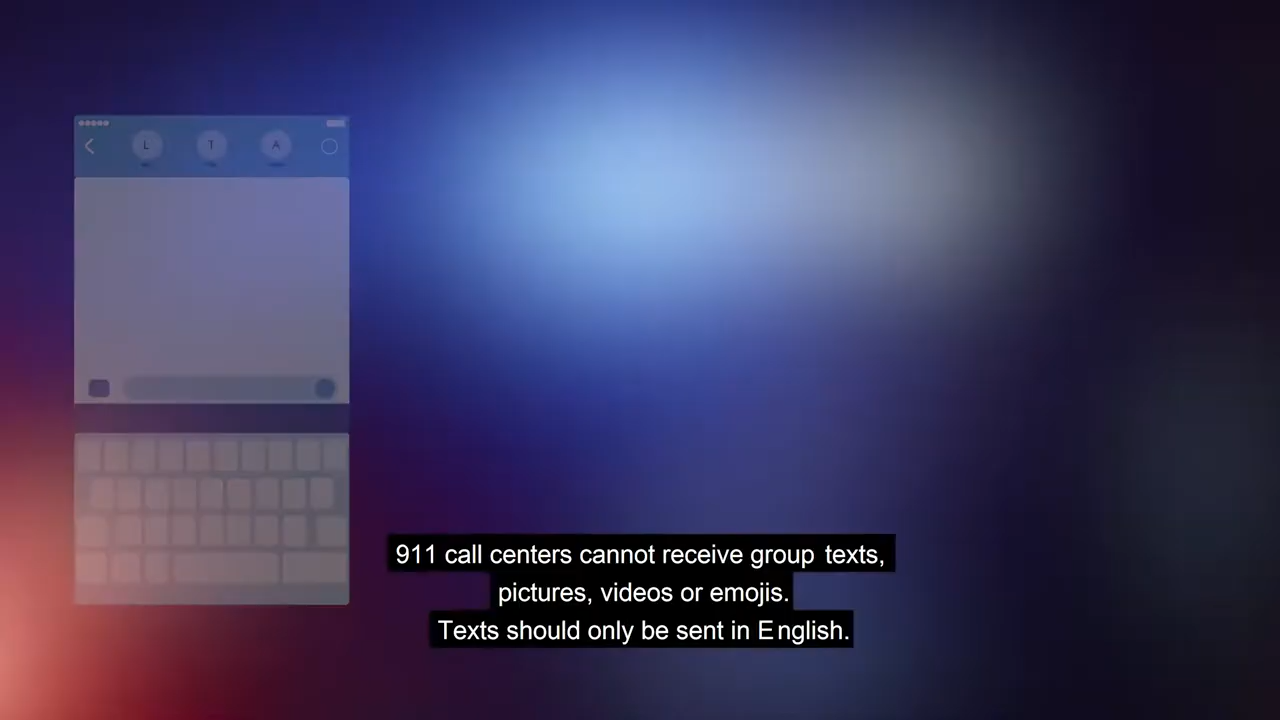 L T A
911 call centers cannot receive group texts,
pictures, videos or emojis.
Texts should only be sent in English.